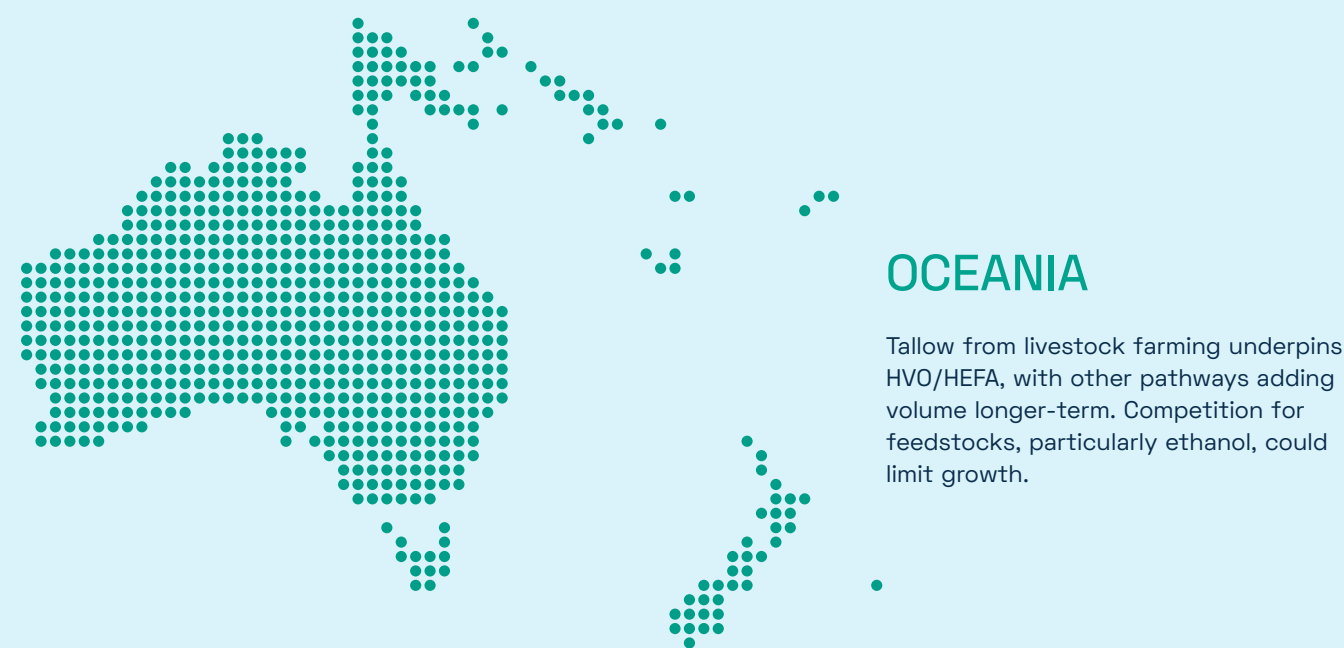 OCEANIA
Tallow from livestock farming underpins
HVO/HEFA, with other pathways adding
volume longer-term. Competition for
feedstocks, particularly ethanol, could
limit growth.